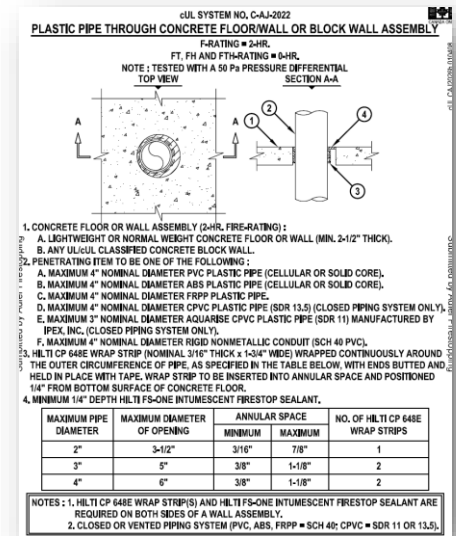 cUL SYSTEM NO. C-AJ-2022
PLASTIC PIPE THROUGH CONCRETE FLOOR/WALL OR BLOCK WALL ASSEMBLY
F-RATING = 2-HR.
FT, FH AND FTH-RATING = 0-HR.
NOTE : TESTED WITH A 50 Pa PRESSURE DIFFERENTIAL
TOP VIEW
SECTION A-A
A
A
1
2
4
3
1. CONCRETE FLOOR OR WALL ASSEMBLY (2-HR. FIRE-RATING) :
A. LIGHTWEIGHT OR NORMAL WEIGHT CONCRETE FLOOR OR WALL (MIN. 2-1/2" THICK).
B. ANY UL/cUL CLASSIFIED CONCRETE BLOCK WALL.
2. PENETRATING ITEM TO BE ONE OF THE FOLLOWING :
A. MAXIMUM 4" NOMINAL DIAMETER PVC PLASTIC PIPE (CELLULAR OR SOLID CORE).
B. MAXIMUM 4" NOMINAL DIAMETER ABS PLASTIC PIPE (CELLULAR OR SOLID CORE).
C. MAXIMUM 4" NOMINAL DIAMETER FRPP PLASTIC PIPE.
D. MAXIMUM 4" NOMINAL DIAMETER CPVC PLASTIC PIPE (SDR 13.5) (CLOSED PIPING SYSTEM ONLY).
E. MAXIMUM 3" NOMINAL DIAMETER AQUARISE CPVC PLASTIC PIPE (SDR 11) MANUFACTURED BY
IPEX, INC. (CLOSED PIPING SYSTEM ONLY).
F. MAXIMUM 4" NOMINAL DIAMETER RIGID NONMETALLIC CONDUIT (SCH 40 PVC).
3. HILTI CP 648E WRAP STRIP (NOMINAL 3/16" THICK x 1-3/4" WIDE) WRAPPED CONTINUOUSLY AROUND
THE OUTER CIRCUMFERENCE OF PIPE, AS SPECIFIED IN THE TABLE BELOW, WITH ENDS BUTTED AND
HELD IN PLACE WITH TAPE. WRAP STRIP TO BE INSERTED INTO ANNULAR SPACE AND POSITIONED
1/4" FROM BOTTOM SURFACE OF CONCRETE FLOOR.
4. MINIMUM 1/4" DEPTH HILTI FS-ONE INTUMESCENT FIRESTOP SEALANT.
MAXIMUM PIPE DIAMETER MAXIMUM DIAMETER OF OPENING ANNULAR SPACE NO. OF HILTI CP 648E WRAP STRIPS
MINIMUM MAXIMUM
2" 3-1/2" 3/16" 7/8" 1
3" 5" 3/8" 1-1/8" 2
4" 6" 3/8" 1-1/8" 2
NOTES : 1. HILTI CP 648E WRAP STRIP(S) AND HILTI FS-ONE INTUMESCENT FIRESTOP SEALANT ARE
REQUIRED ON BOTH SIDES OF A WALL ASSEMBLY.
2. CLOSED OR VENTED PIPING SYSTEM (PVC, ABS, FRPP = SCH 40; CPVC = SDR 11 OR 13.5).